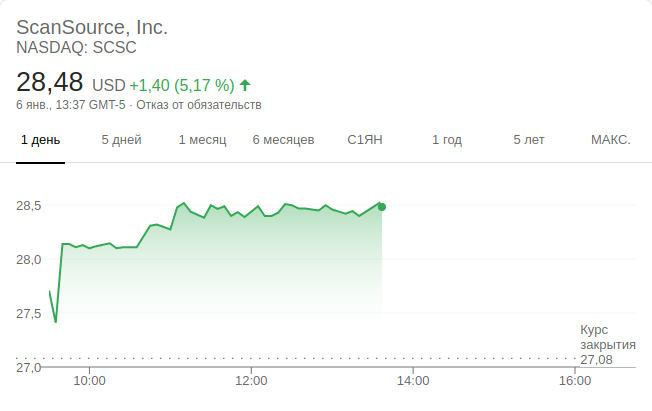 ScanSource, Inc.
NASDAQ: SCSC
28,48 USD +1,40 (5,17 %)
6 янв., 13:37 GMT-5 · Отказ от обязательств
1 день 5 дней 1 месяц 6 месяцев С1ЯН 1 год 5 лет МАКС.
28,5
28,0
27,5
Курс
закрытия
27,08
27,0
10:00 12:00 14:00 16:00